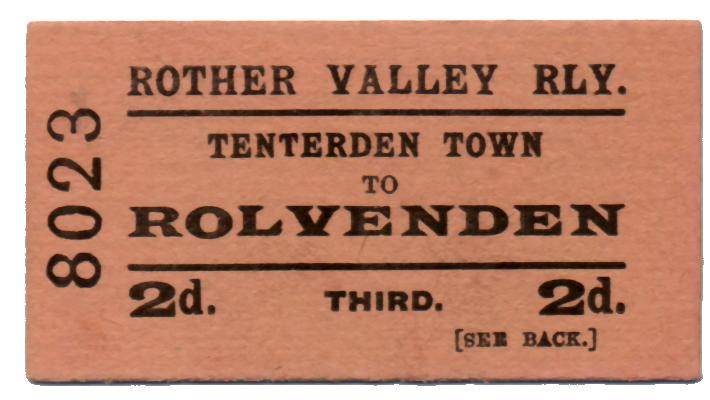 ROTHER VALLEY RLY.
TENTERDEN TOWN
TO
ROLVENDEN
2d. THIRD. 2d.
[SEE BACK.]
8023